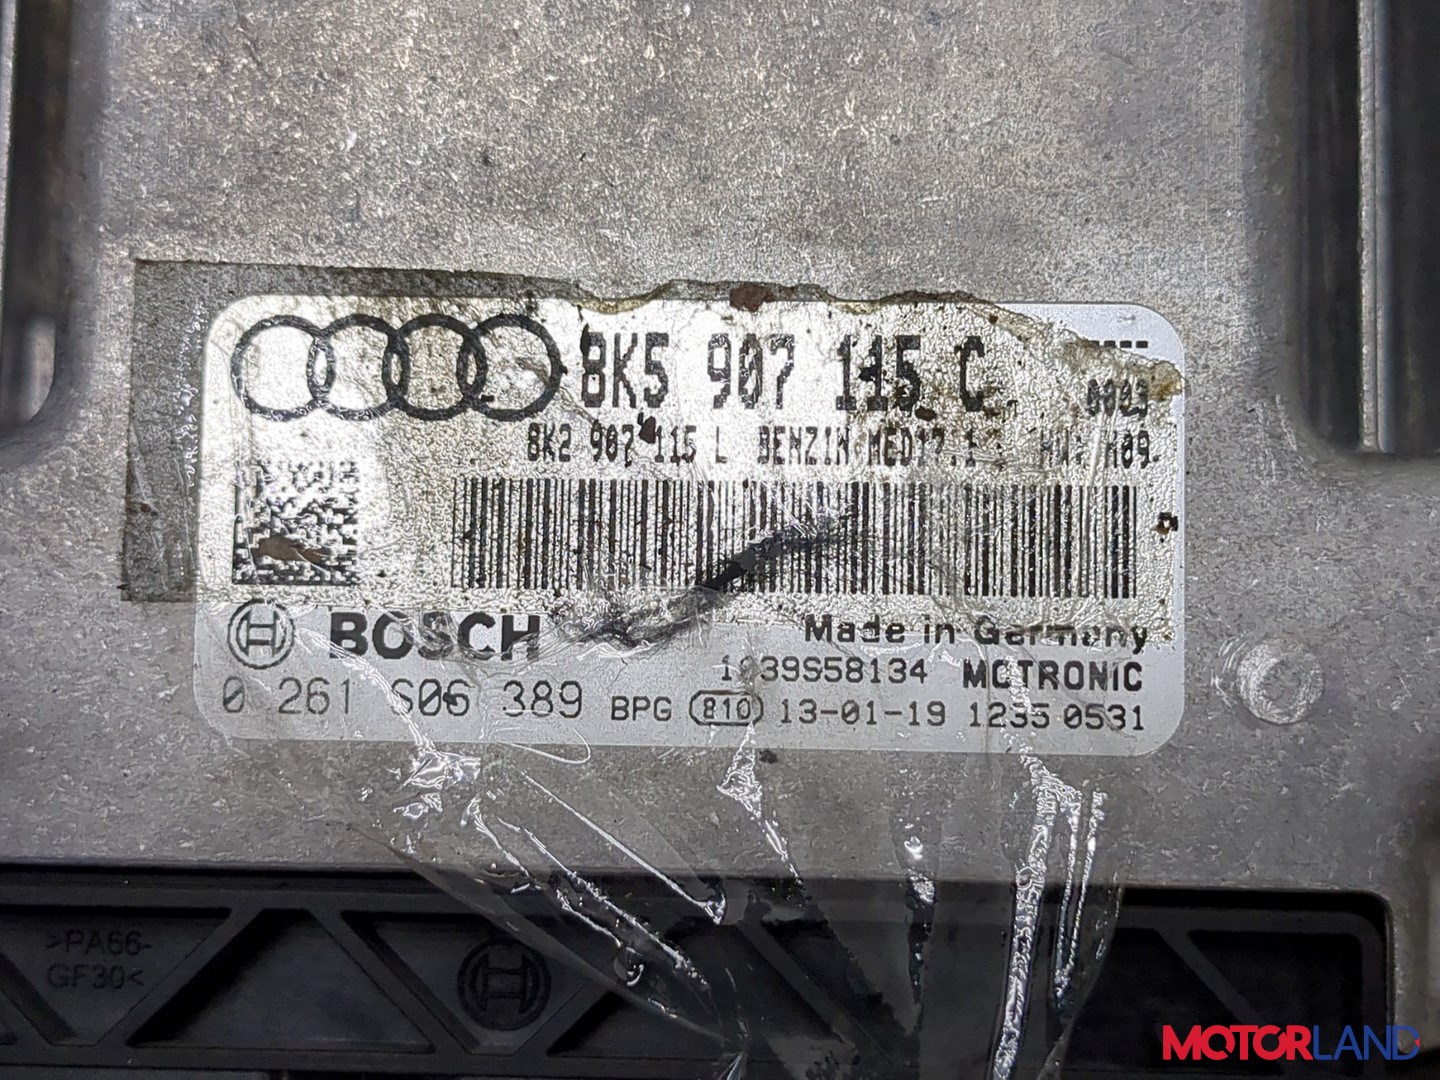 8K5 907 115 C
0003
8K2 907 115 L BENZIN MED17.1 H09
BOSCH
Made in Germany
1039S58134 MOTRONIC
0 261 S06 389 BPG 810 13-01-19 1235 0531
>PA66-
GF30<
MOTORLAND